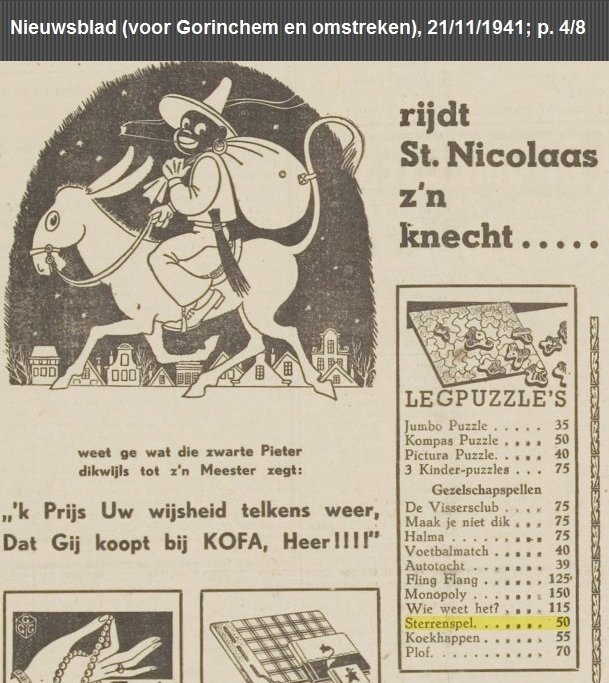 Nieuwsblad (voor Gorinchem en omstreken), 21/11/1941; p. 4/8
rijdt
St. Nicolaas
z'n
knecht.....
weet ge wat die zwarte Pieter
dikwijls tot z'n Meester zegt:
„'k Prijs Uw wijsheid telkens weer,
Dat Gij koopt bij KOFA, Heer!!!!"
LEGPUZZLE'S
Jumbo Puzzle ..... 35
Kompas Puzzle .... 50
Pictura Puzzle. .... 40
3 Kinder-puzzles ... 75
Gezelschapspellen
De Vissersclub .... 75
Maak je niet dik .... 75
Halma ....... 75
Voetbalmatch .... 40
Autotocht ..... 39
Fling Flang ...... 125
Monopoly ...... 150
Wie weet het? .... 115
Sterrenspel. ...... 50
Koekhappen ..... 55
Plof. ........ 70